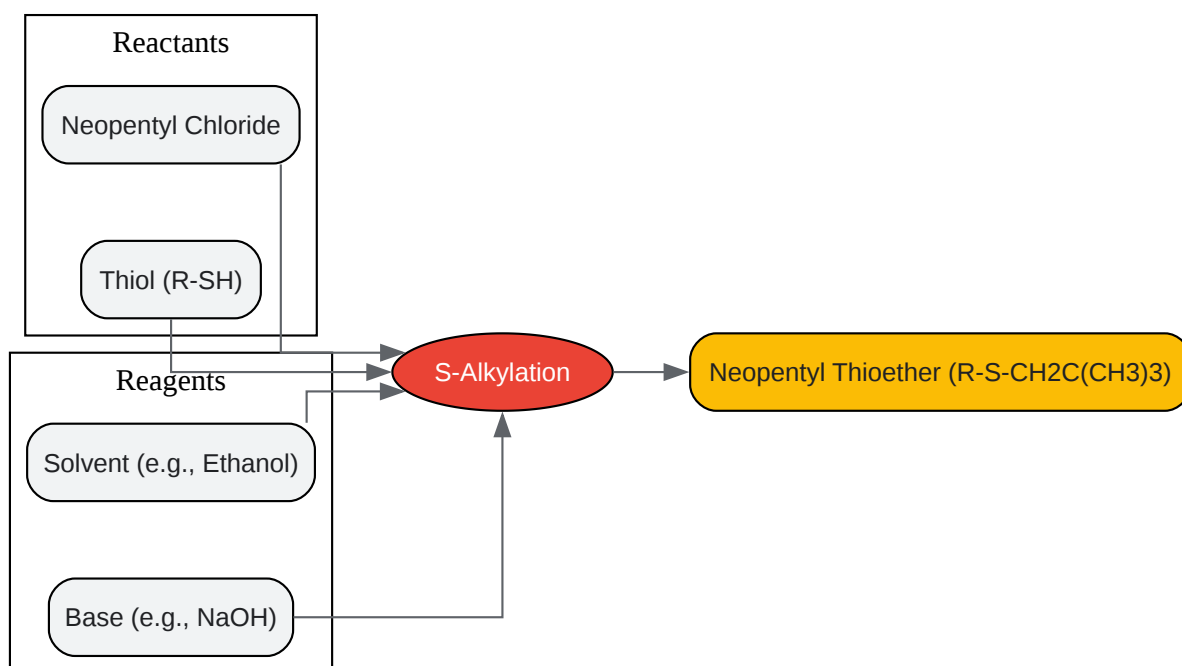 Reactants
Neopentyl Chloride
Thiol (R-SH)
Reagents
Solvent (e.g., Ethanol)
Base (e.g., NaOH)
S-Alkylation
Neopentyl Thioether (R-S-CH2C(CH3)3)